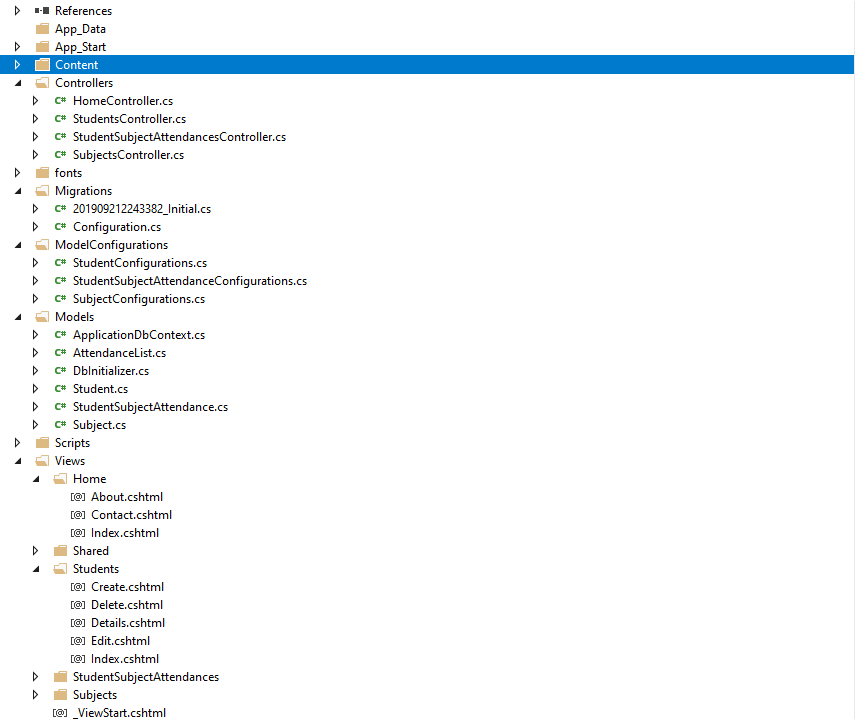 References
App_Data
App_Start
Content
Controllers
C# HomeController.cs
C# StudentsController.cs
C# StudentSubjectAttendancesController.cs
C# SubjectsController.cs
fonts
Migrations
C# 201909212243382_Initial.cs
C# Configuration.cs
ModelConfigurations
C# StudentConfigurations.cs
C# StudentSubjectAttendanceConfigurations.cs
C# SubjectConfigurations.cs
Models
C# ApplicationDbContext.cs
C# AttendanceList.cs
C# DbInitializer.cs
C# Student.cs
C# StudentSubjectAttendance.cs
C# Subject.cs
Scripts
Views
Home
[@] About.cshtml
[@] Contact.cshtml
[@] Index.cshtml
Shared
Students
[@] Create.cshtml
[@] Delete.cshtml
[@] Details.cshtml
[@] Edit.cshtml
[@] Index.cshtml
StudentSubjectAttendances
Subjects
[@] _ViewStart.cshtml